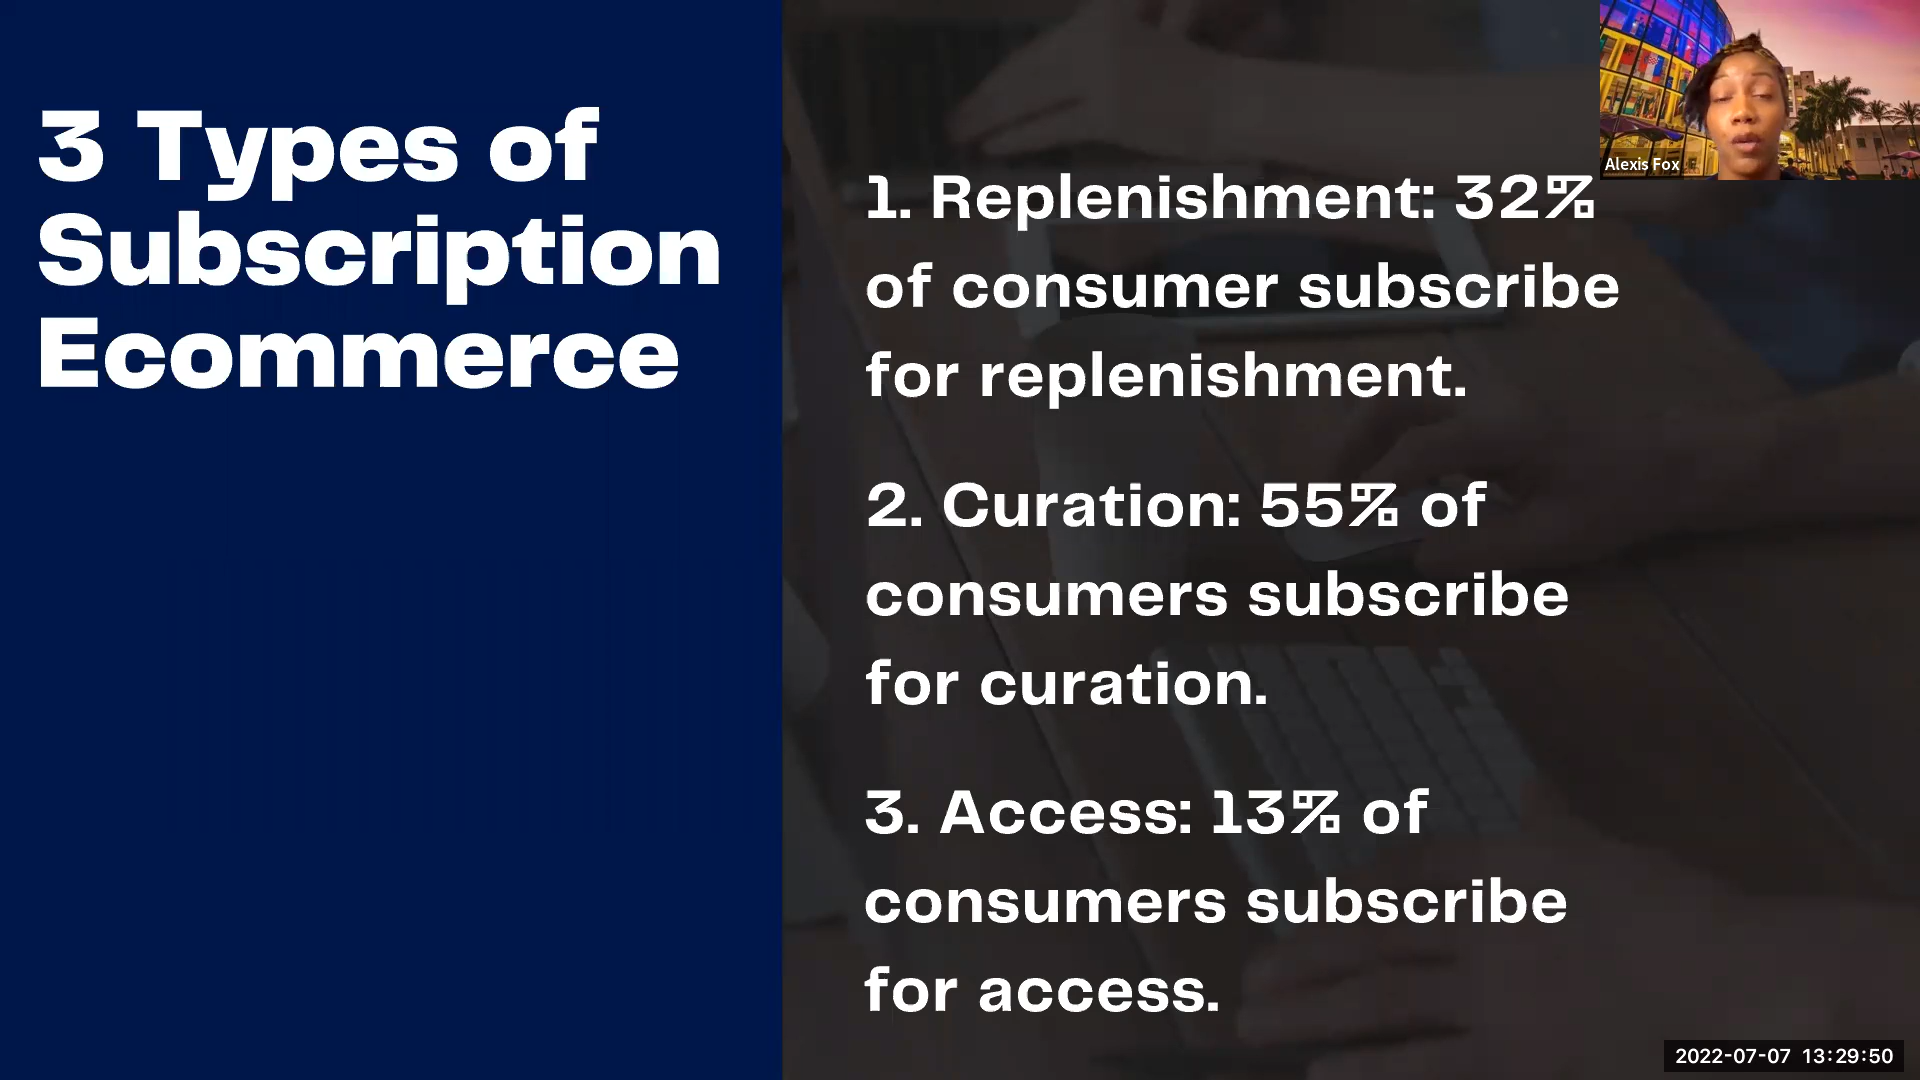 3 Types of
Subscription
Ecommerce
Alexis Fox
1. Replenishment: 32%
of consumer subscribe
for replenishment.
2. Curation: 55% of
consumers subscribe
for curation.
3. Access: 13% of
consumers subscribe
for access.
2022-07-07 13:29:50